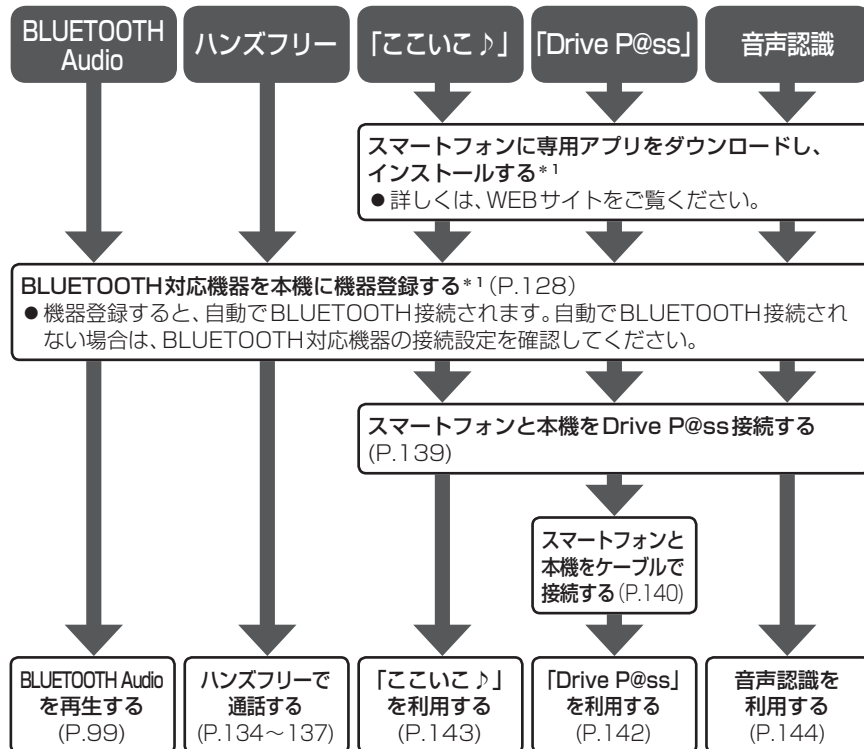 BLUETOOTH
Audio
ハンズフリー
「ここいこ♪」
「Drive P@ss」
音声認識
スマートフォンに専用アプリをダウンロードし、
インストールする*1
●詳しくは、WEBサイトをご覧ください。
BLUETOOTH対応機器を本機に機器登録する*1(P.128)
●機器登録すると、自動でBLUETOOTH接続されます。自動でBLUETOOTH接続され
ない場合は、BLUETOOTH対応機器の接続設定を確認してください。
スマートフォンと本機をDrive P@ss接続する
(P.139)
スマートフォンと
本機をケーブルで
接続する(P.140)
BLUETOOTH Audio
を再生する
(P.99)
ハンズフリーで
通話する
(P.134～137)
「ここいこ♪」
を利用する
(P.143)
「Drive P@ss」
を利用する
(P.142)
音声認識を
利用する
(P.144)